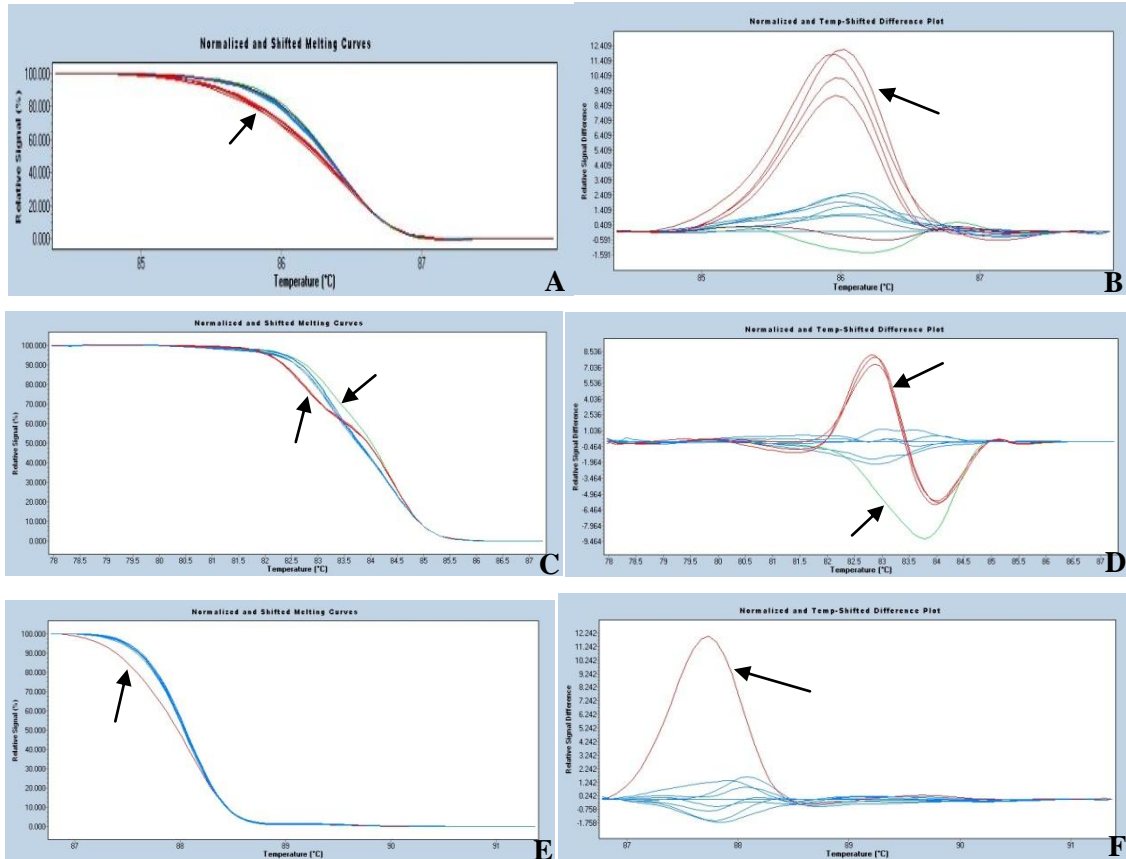 Normalized and Shifted Melting Curves
Relative Signal (%)
100.000
80.000
60.000
40.000
20.000
0.000
85
86
87
Temperature (°C)
A
Normalized and Temp-Shifted Difference Plot
Relative Signal Difference
12.409
11.409
10.409
9.409
8.409
7.409
6.409
5.409
4.409
3.409
2.409
1.409
0.409
-0.591
-1.591
85
86
87
Temperature (°C)
B
Normalized and Shifted Melting Curves
Relative Signal (%)
100.000
90.000
80.000
70.000
60.000
50.000
40.000
30.000
20.000
10.000
0.000
78 78.5 79 79.5 80 80.5 81 81.5 82 82.5 83 83.5 84 84.5 85 85.5 86 86.5 87
Temperature (°C)
C
Normalized and Temp-Shifted Difference Plot
Relative Signal Difference
8.536
7.036
5.536
4.036
2.536
1.036
-0.464
-1.964
-3.464
-4.964
-6.464
-7.964
-9.464
78 78.5 79 79.5 80 80.5 81 81.5 82 82.5 83 83.5 84 84.5 85 85.5 86 86.5 87
Temperature (°C)
D
Normalized and Shifted Melting Curves
Relative Signal (%)
100.000
90.000
80.000
70.000
60.000
50.000
40.000
30.000
20.000
10.000
0.000
87 88 89 90 91
Temperature (°C)
E
Normalized and Temp-Shifted Difference Plot
Relative Signal Difference
12.242
11.242
10.242
9.242
8.242
7.242
6.242
5.242
4.242
3.242
2.242
1.242
0.242
-0.758
-1.758
87 88 89 90 91
Temperature (°C)
F